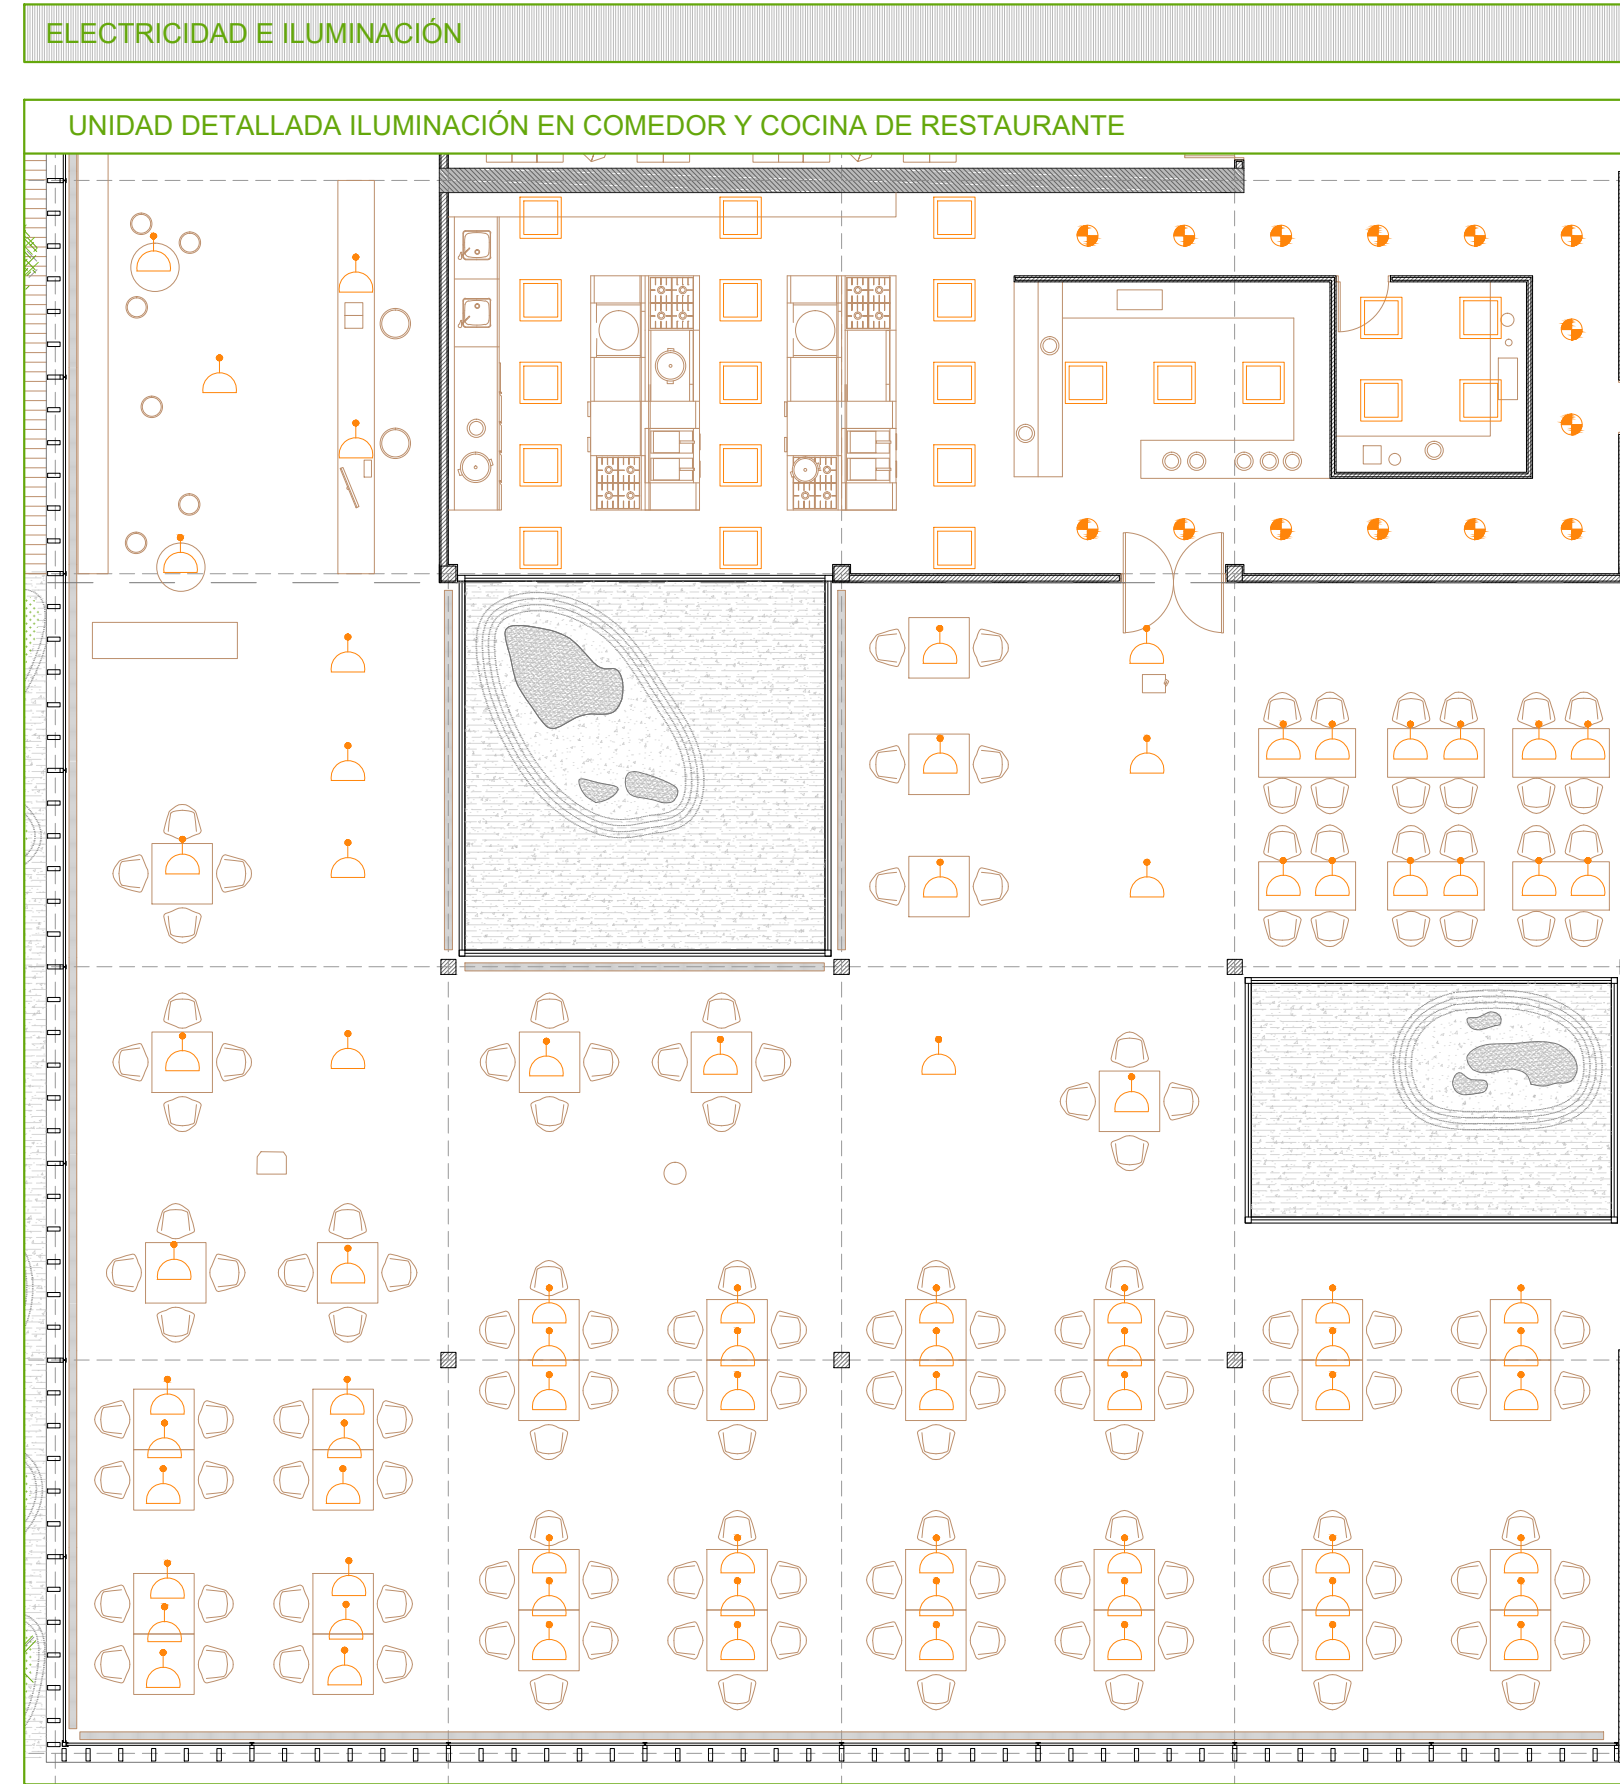 ELECTRICIDAD E ILUMINACIÓN
UNIDAD DETALLADA ILUMINACIÓN EN COMEDOR Y COCINA DE RESTAURANTE